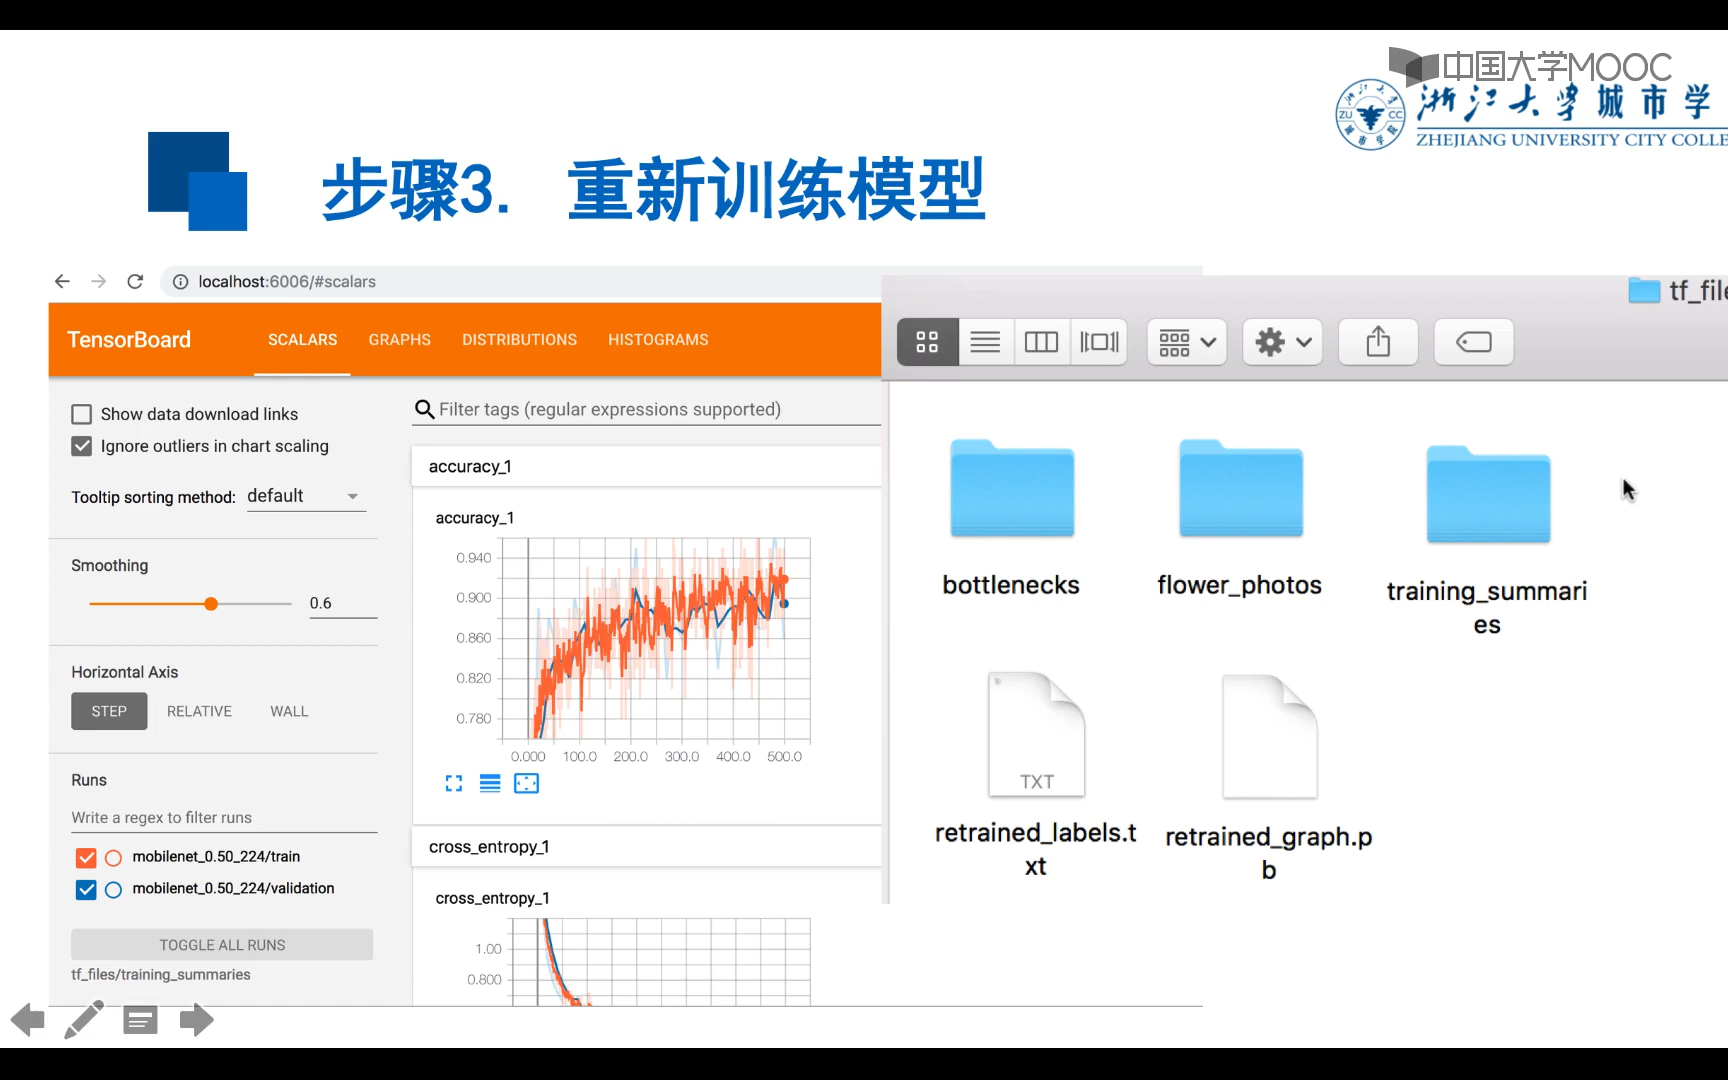 中国大学MOOC
浙江大学城市学
ZHEJIANG UNIVERSITY CITY COLLE
ZU CC
步骤3. 重新训练模型
localhost:6006/#scalars
tf_file
TensorBoard
SCALARS
GRAPHS
DISTRIBUTIONS
HISTOGRAMS
Show data download links
Ignore outliers in chart scaling
Tooltip sorting method: default
Smoothing
0.6
Horizontal Axis
STEP
RELATIVE
WALL
Runs
Write a regex to filter runs
mobilenet_0.50_224/train
mobilenet_0.50_224/validation
TOGGLE ALL RUNS
tf_files/training_summaries
Filter tags (regular expressions supported)
accuracy_1
accuracy_1
0.940
0.900
0.860
0.820
0.780
0.000 100.0 200.0 300.0 400.0 500.0
cross_entropy_1
cross_entropy_1
1.00
0.800
bottlenecks
flower_photos
training_summari
es
TXT
retrained_labels.t
xt
retrained_graph.p
b